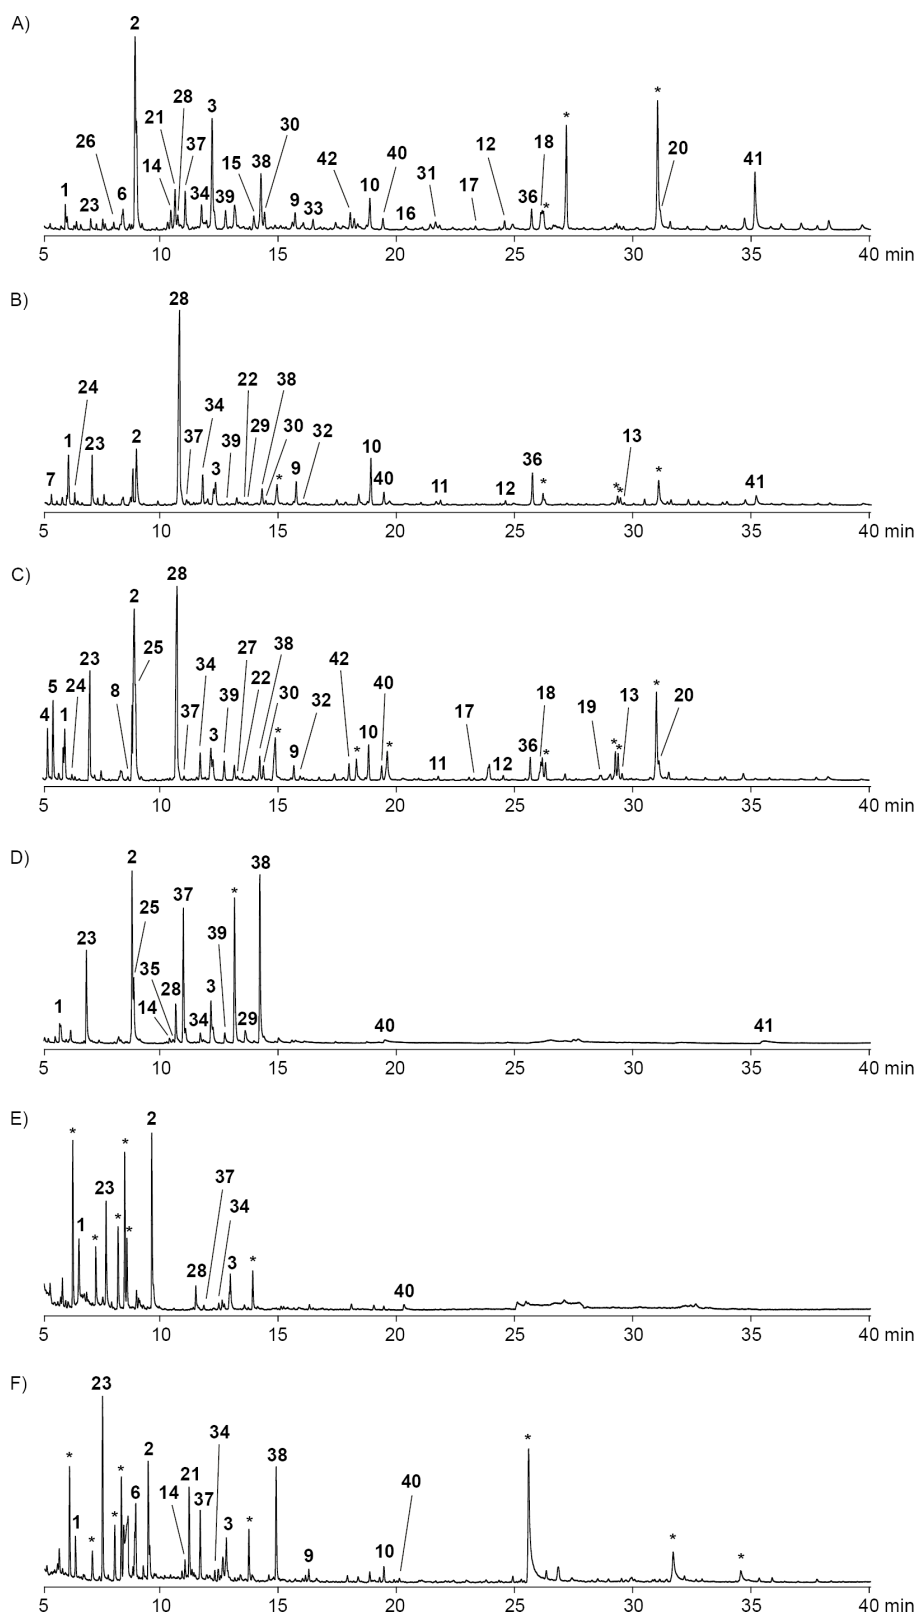 A)
2
28
21 3 *
30
26 37 12 18 * 20
14 15 38 42 40 31 41
1 6 34 10 17 36 *
23 39 9 33 16
5 10 15 20 25 30 35 40 min
B)
28
24 22 38
34
1 23 2 37 39 29 30 32 10 13
7 3 * 9 40 36 * * * 41
11 12
5 10 15 20 25 30 35 40 min
C)
28
2
25 27 38
23 34 42
5 24 8 39 22 30 40 18 * 20
4 1 37 3 * 32 10 17 19 13
9 * * 12 36 * * *
11
5 10 15 20 25 30 35 40 min
D)
2 38
37 *
25
23 39
35
1 14 28 3
34 29 40 41
5 10 15 20 25 30 35 40 min
E)
* * 2
23 37
1 * * * 34
28 3 * 40
5 10 15 20 25 30 35 40 min
F)
23
34 *
* * 2 38
6 14 21 40
1 * * 37 3 * *
9 10 *
5 10 15 20 25 30 35 40 min